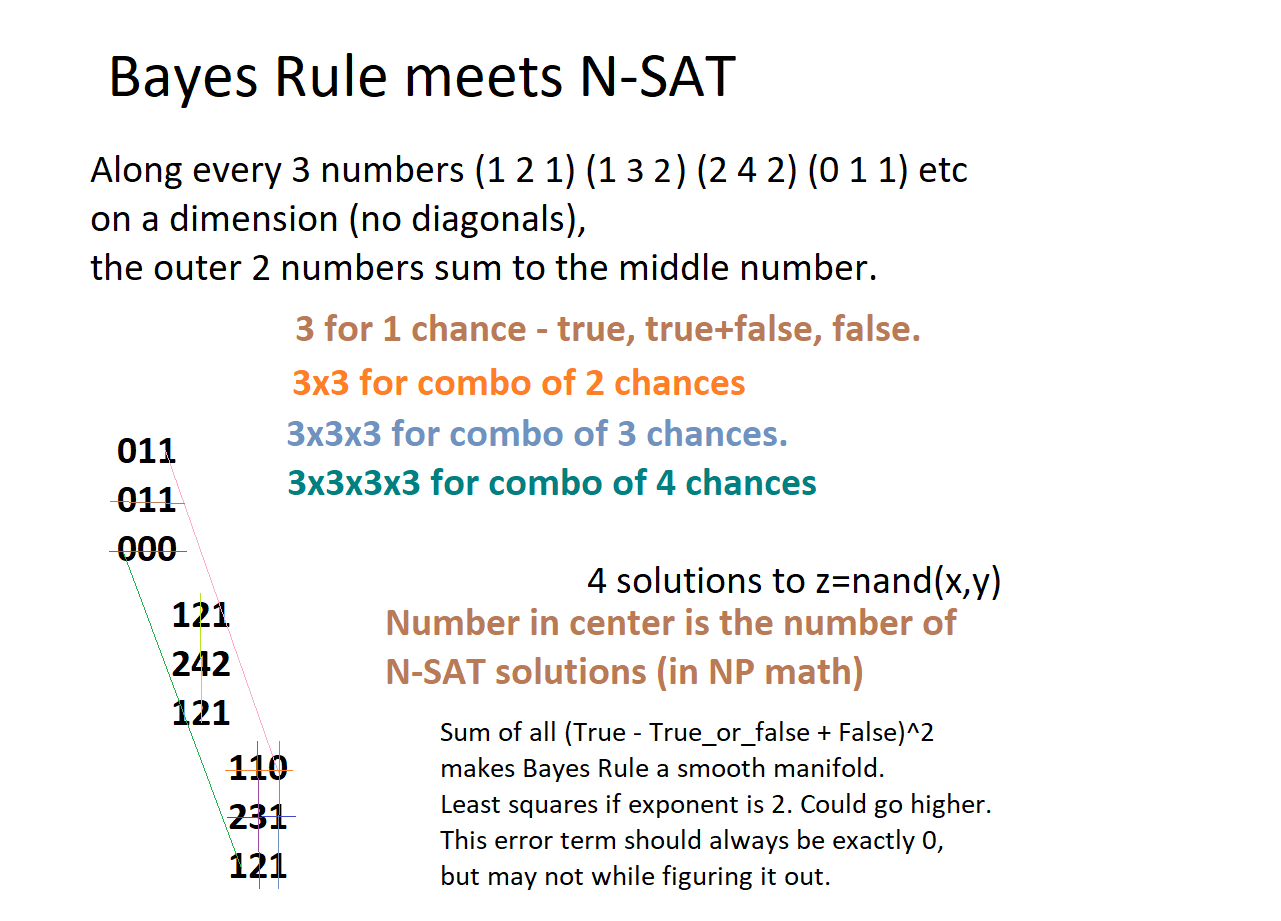 Bayes Rule meets N-SAT
Along every 3 numbers (1 2 1) (1 3 2) (2 4 2) (0 1 1) etc
on a dimension (no diagonals),
the outer 2 numbers sum to the middle number.
3 for 1 chance - true, true+false, false.
3x3 for combo of 2 chances
3x3x3 for combo of 3 chances.
3x3x3x3 for combo of 4 chances
011
011
000
121
242
121
110
231
121
4 solutions to z=nand(x,y)
Number in center is the number of
N-SAT solutions (in NP math)
Sum of all (True - True_or_false + False)^2
makes Bayes Rule a smooth manifold.
Least squares if exponent is 2. Could go higher.
This error term should always be exactly 0,
but may not while figuring it out.